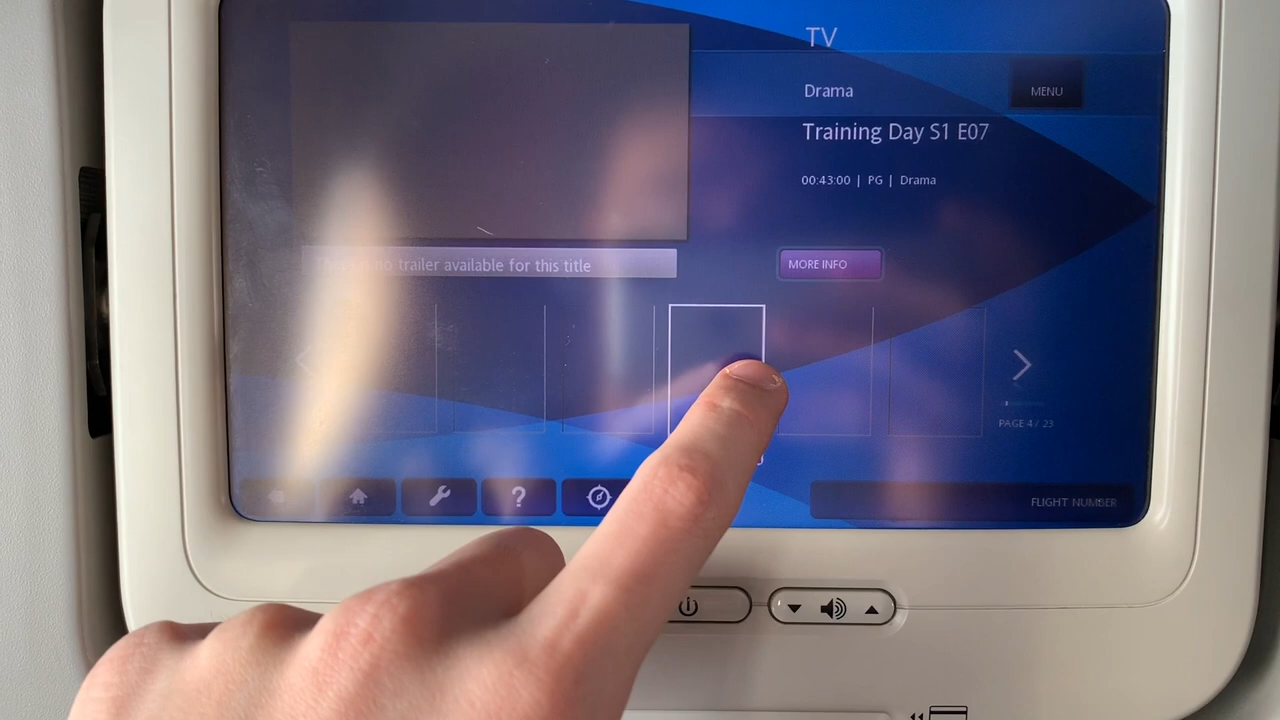 TV
Drama
MENU
Training Day S1 E07
00:43:00 | PG | Drama
no trailer available for this title
MORE INFO
PAGE 4 / 23
?
FLIGHT NUMBER